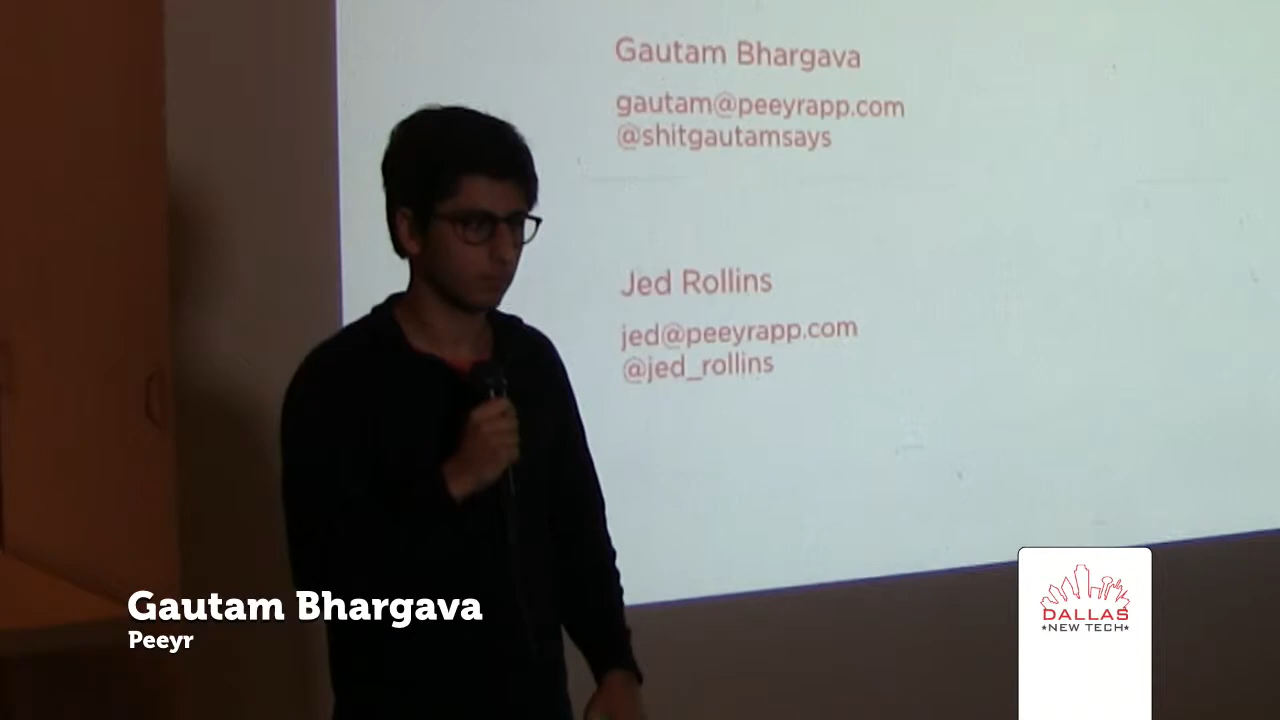 Gautam Bhargava
gautam@peeyrapp.com
@shitgautamsays
Jed Rollins
jed@peeyrapp.com
@jed_rollins
Gautam Bhargava
Peeyr
DALLAS
★NEW TECH★